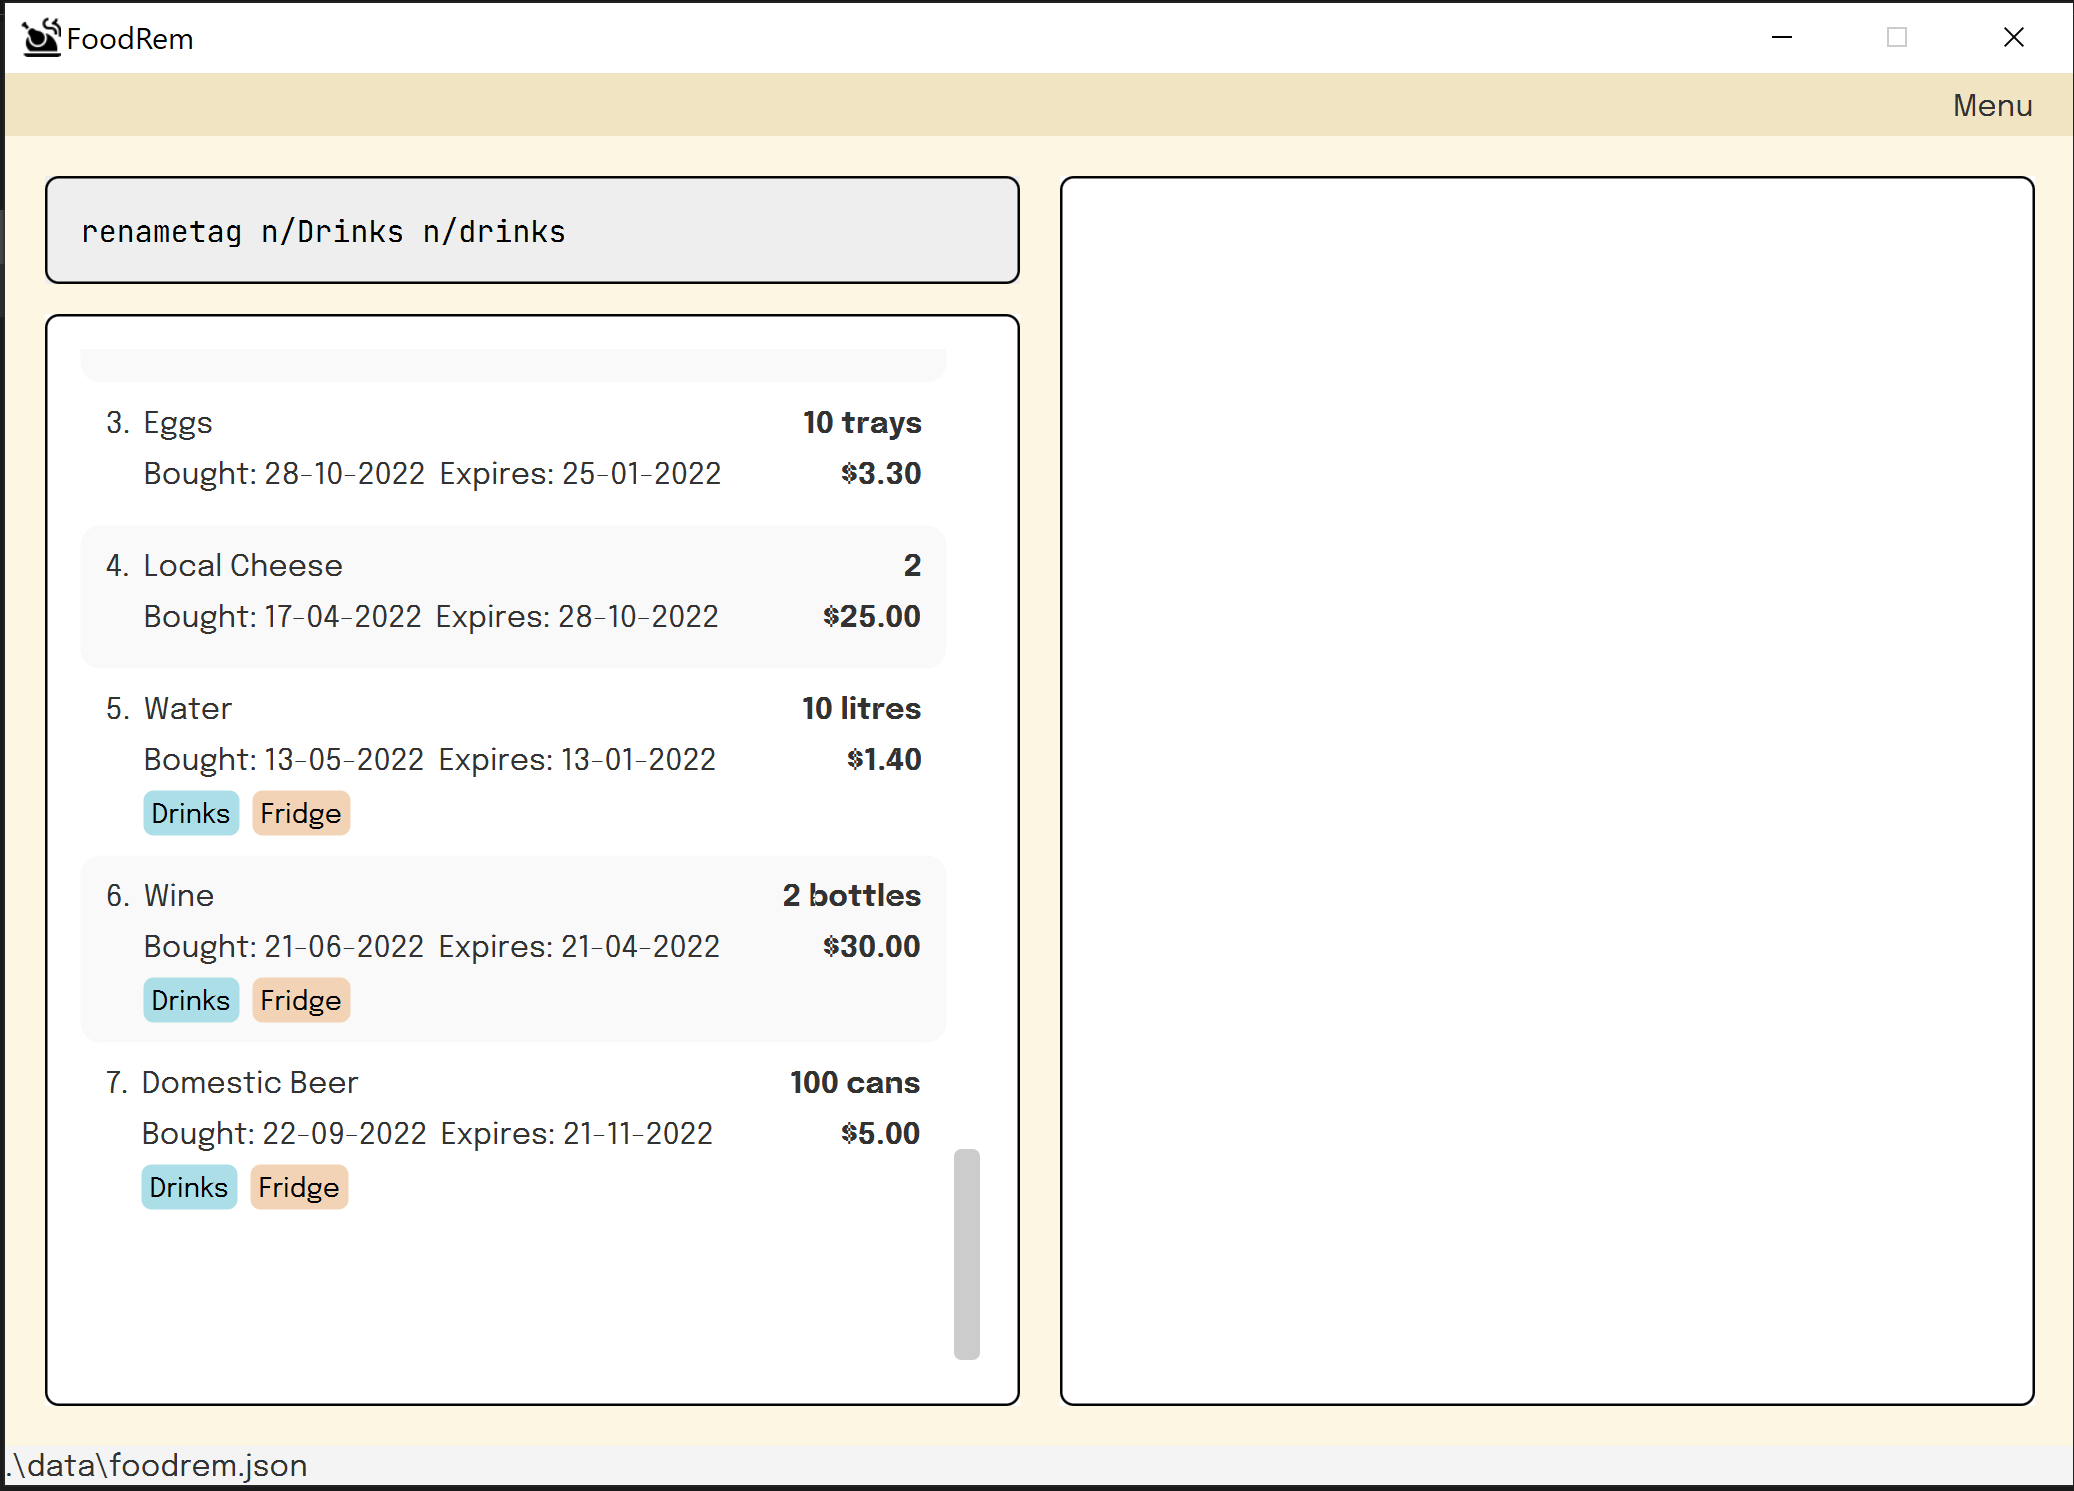 FoodRem
Menu
renametag n/Drinks n/drinks
3. Eggs 10 trays
Bought: 28-10-2022 Expires: 25-01-2022 $3.30
4. Local Cheese 2
Bought: 17-04-2022 Expires: 28-10-2022 $25.00
5. Water 10 litres
Bought: 13-05-2022 Expires: 13-01-2022 $1.40
Drinks Fridge
6. Wine 2 bottles
Bought: 21-06-2022 Expires: 21-04-2022 $30.00
Drinks Fridge
7. Domestic Beer 100 cans
Bought: 22-09-2022 Expires: 21-11-2022 $5.00
Drinks Fridge
.\data\foodrem.json